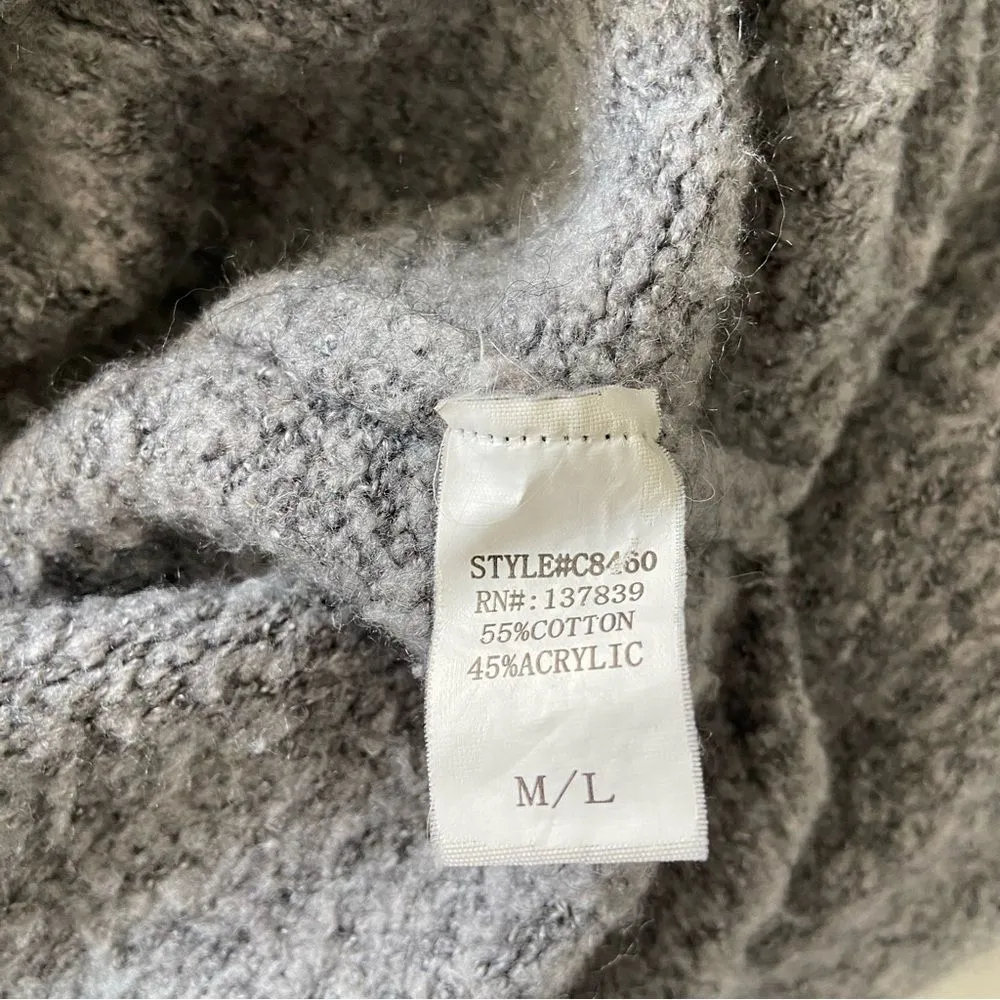 STYLE#C8460
RN#: 137839
55%COTTON
45%ACRYLIC
M/L